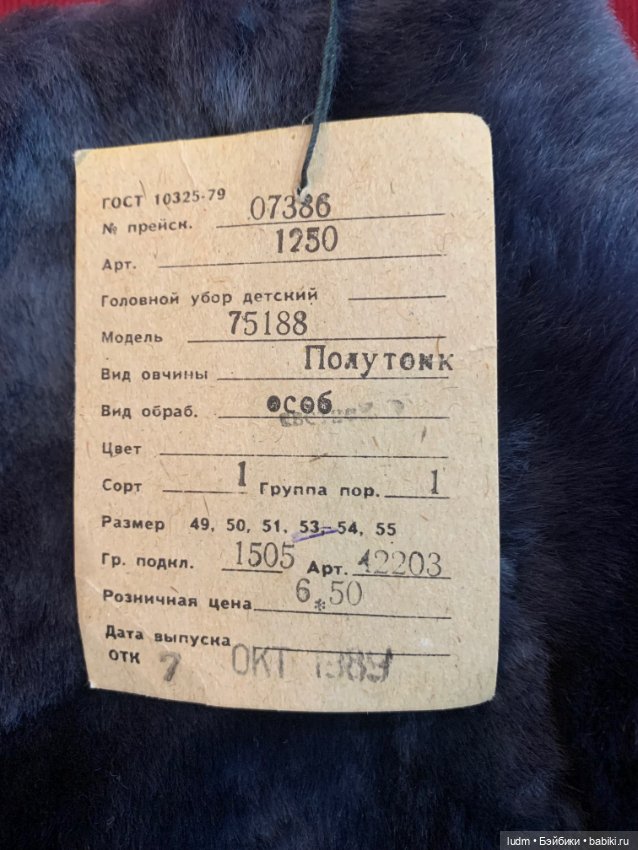 ГОСТ 10325-79
№ прейск. 07386
Арт. 1250
Головной убор детский
Модель 75188
Вид овчины Полутонк
Вид обраб. особ
Цвет
Сорт 1 Группа пор. 1
Размер 49, 50, 51, 53-54, 55
Гр. подкл. 1505 Арт. 42203
Розничная цена 6.50
Дата выпуска
ОТК 7 ОКТ 1989
ludm • Бэйбики • babiki.ru